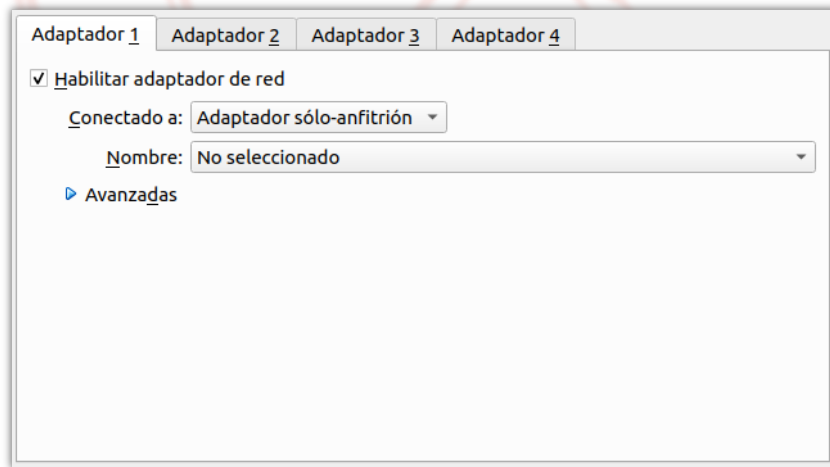 Adaptador 1 Adaptador 2 Adaptador 3 Adaptador 4
Habilitar adaptador de red
Conectado a: Adaptador sólo-anfitrión
Nombre: No seleccionado
Avanzadas